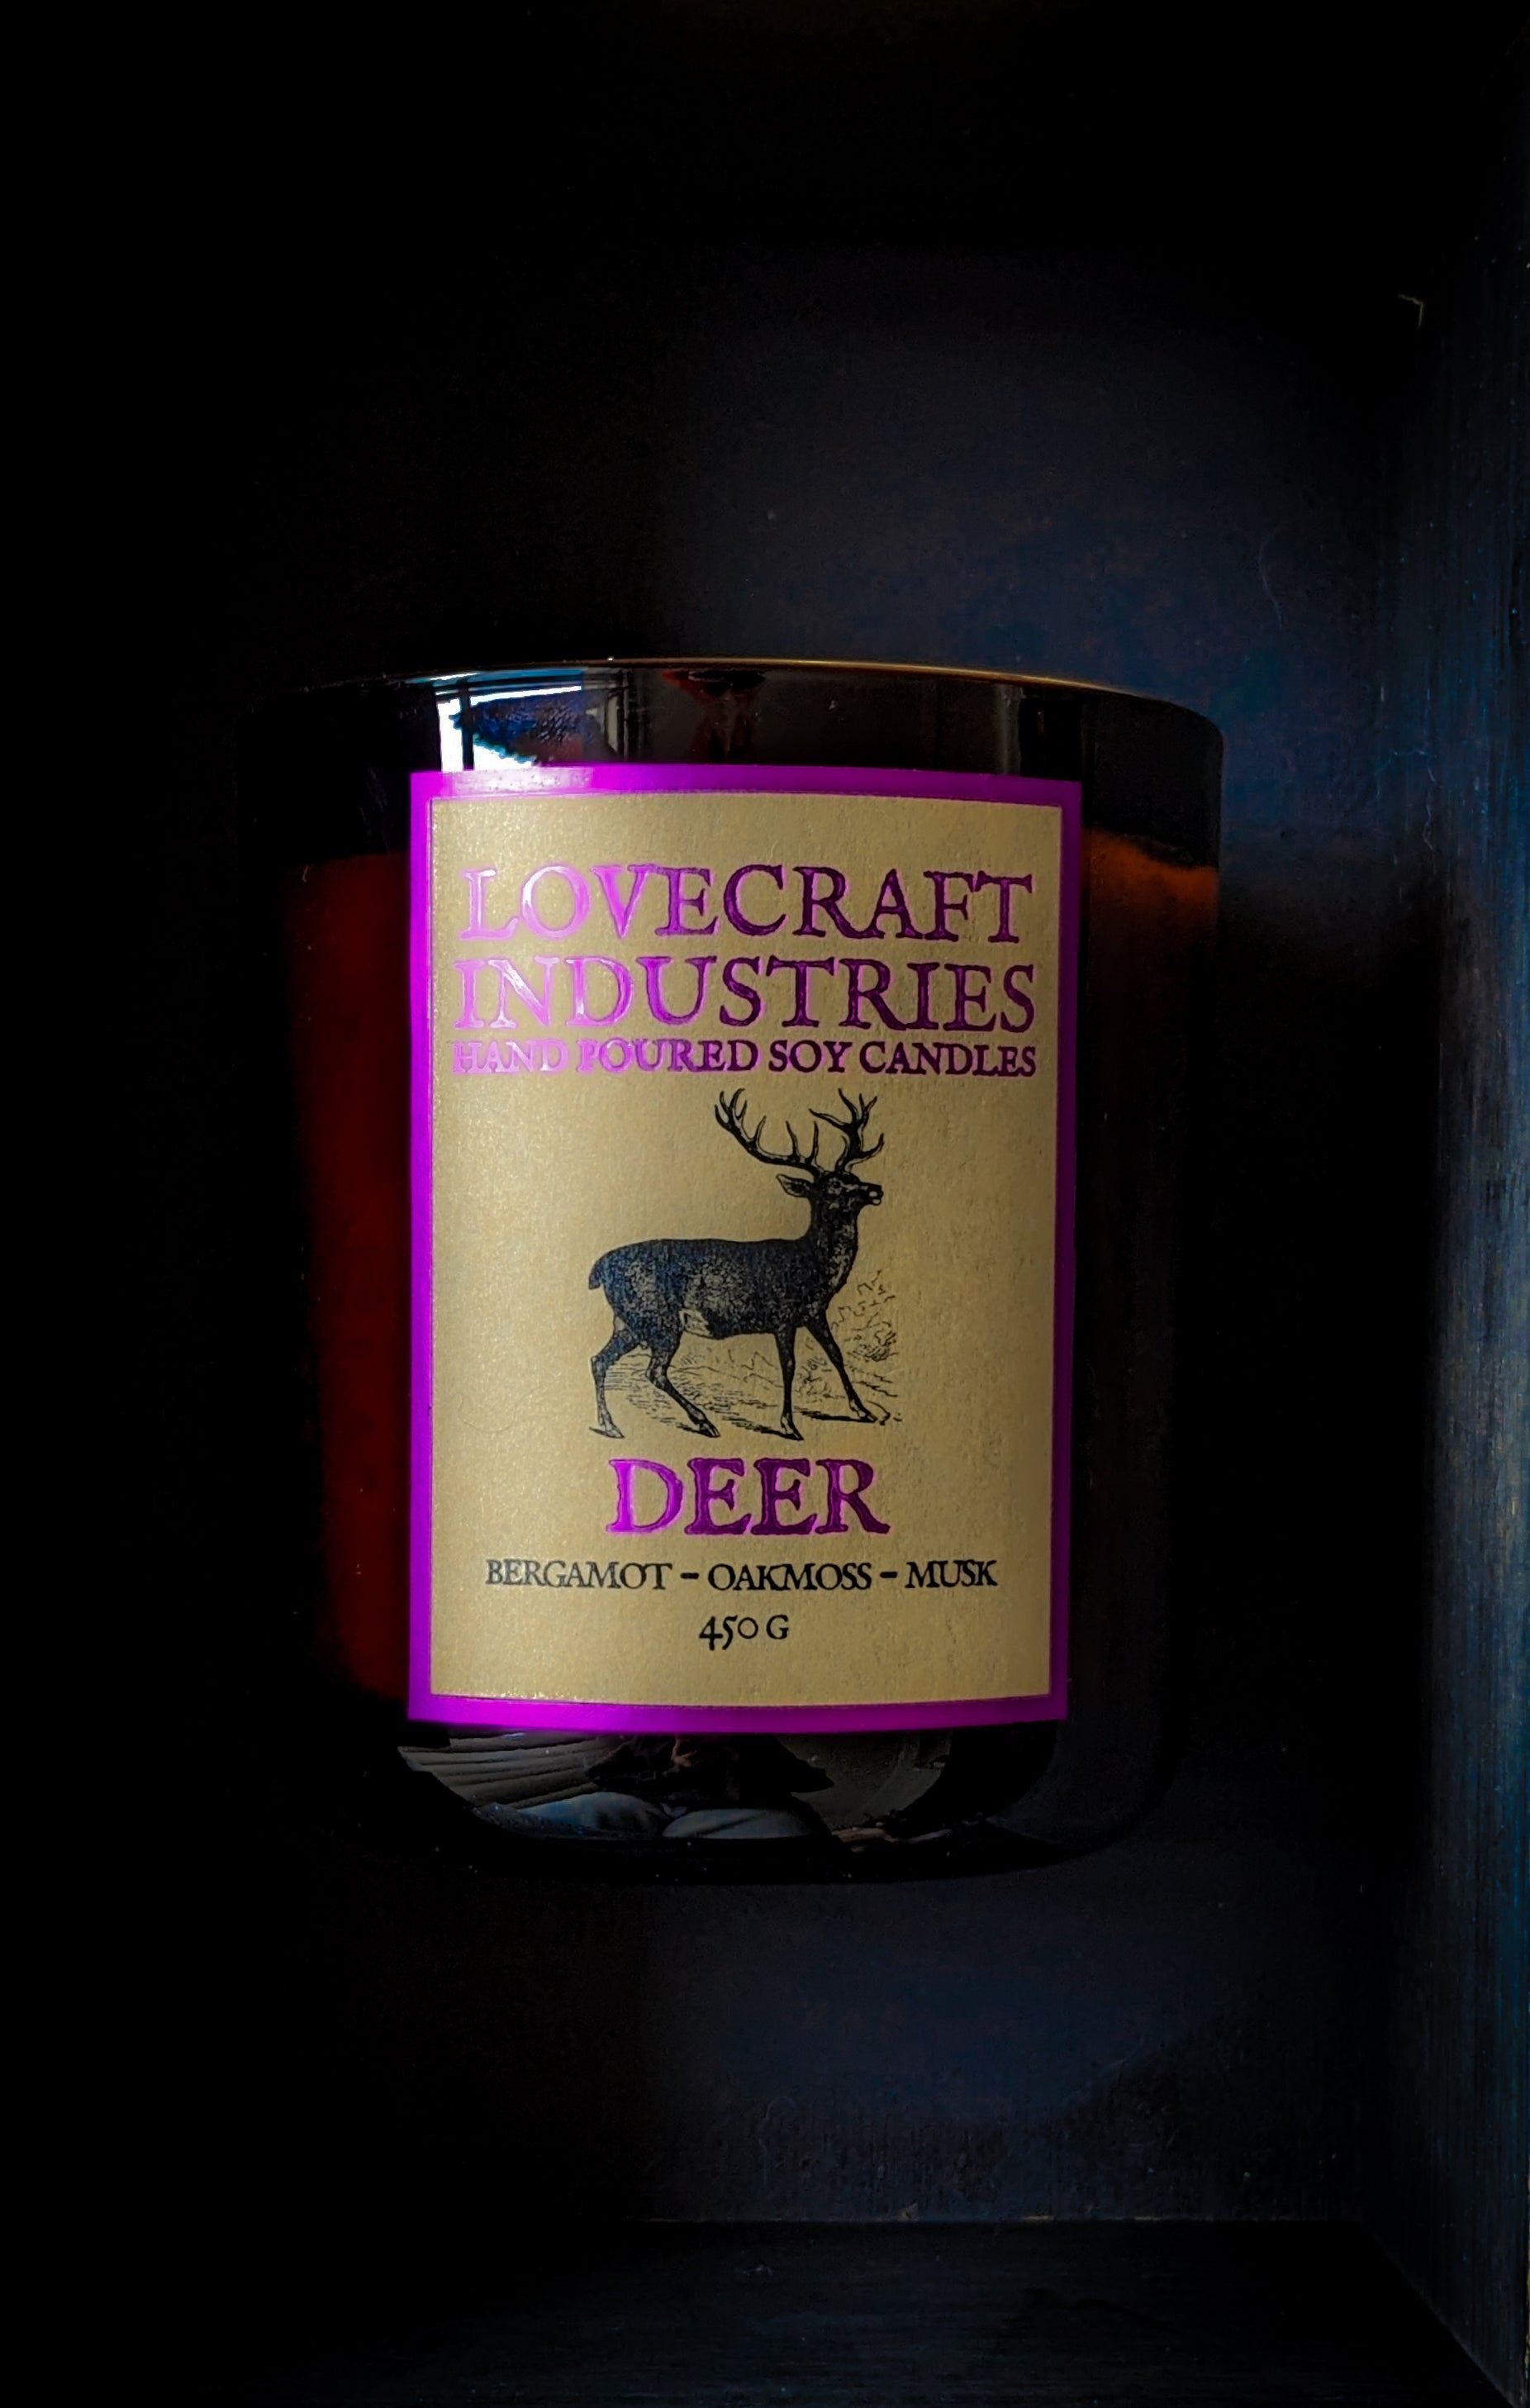 LOVECRAFT
INDUSTRIES
HAND POURED SOY CANDLES
DEER
BERGAMOT - OAKMOSS - MUSK
450 G